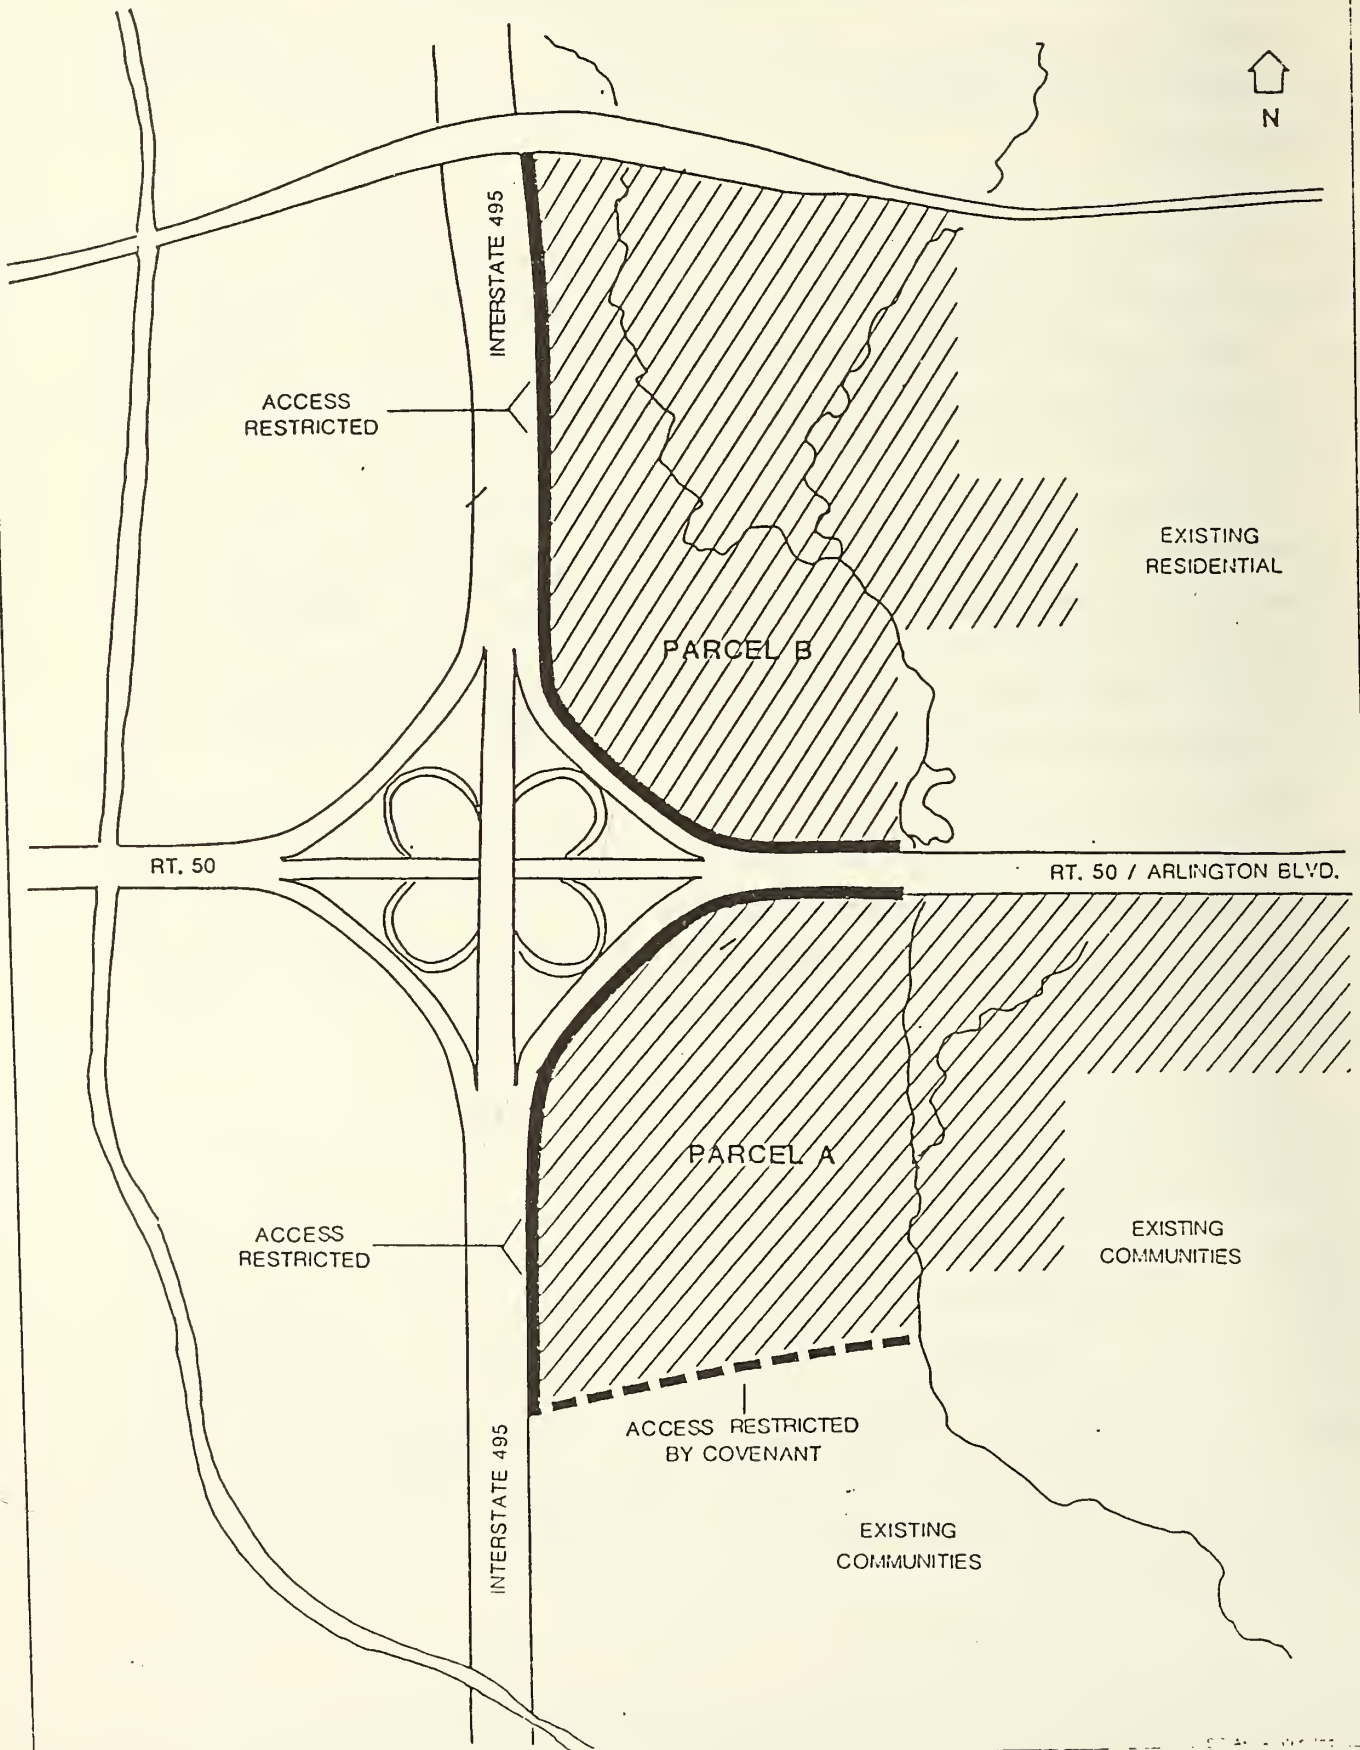 N
INTERSTATE 495
ACCESS
RESTRICTED
EXISTING
RESIDENTIAL
PARCEL B
RT. 50
RT. 50 / ARLINGTON BLVD.
PARCEL A
ACCESS
RESTRICTED
EXISTING
COMMUNITIES
ACCESS RESTRICTED
BY COVENANT
INTERSTATE 495
EXISTING
COMMUNITIES